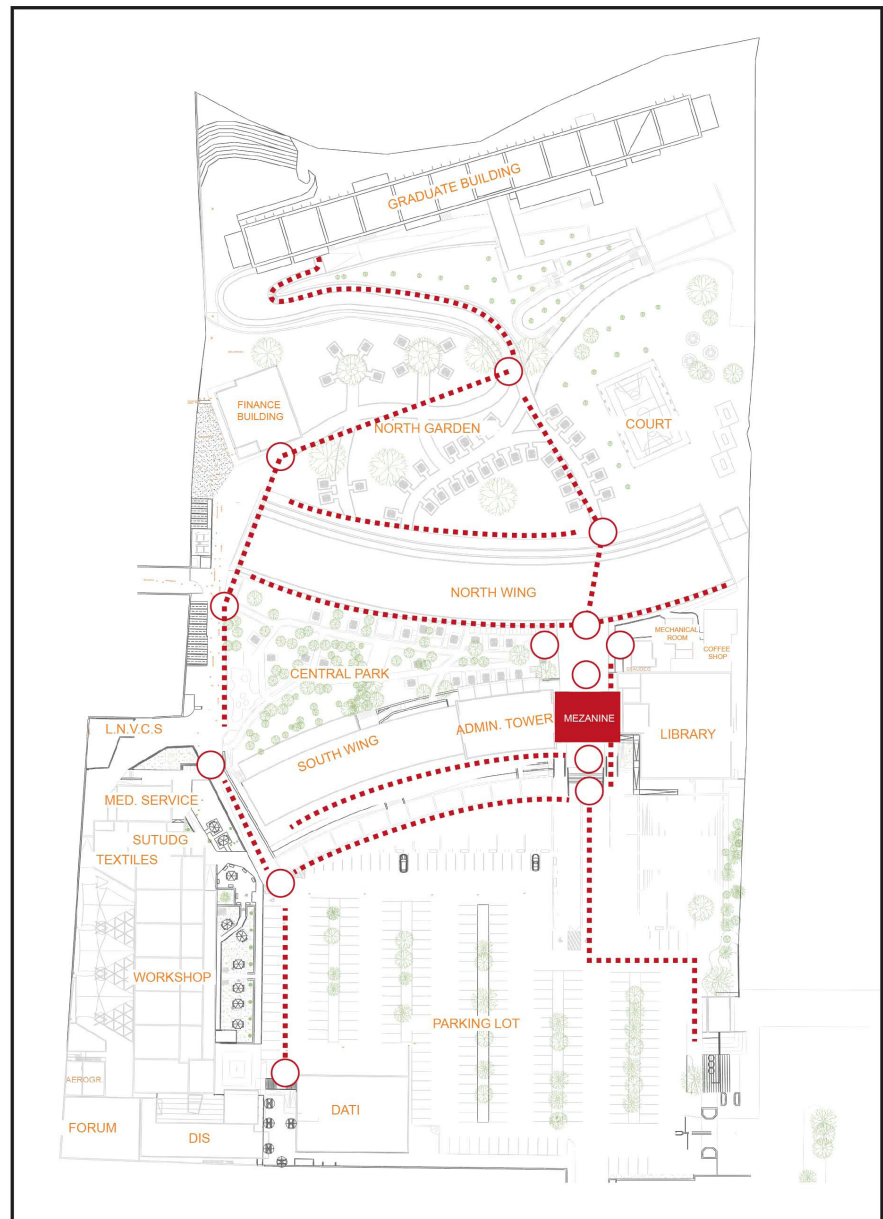 GRADUATE BUILDING
FINANCE
BUILDING
NORTH GARDEN
COURT
NORTH WING
MECHANICAL
ROOM
COFFEE
SHOP
CENTRAL PARK
ADMIN. TOWER
MEZANINE
LIBRARY
SOUTH WING
L.N.V.C.S
MED. SERVICE
SUTUDG
TEXTILES
WORKSHOP
PARKING LOT
AEROGR.
FORUM
DIS
DATI